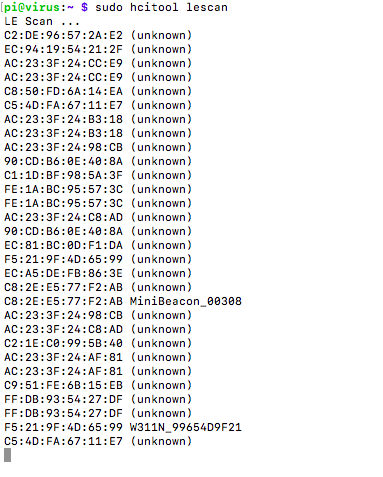 [pi@virus:~ $ sudo hcitool lescan
LE Scan ...
C2:DE:96:57:2A:E2 (unknown)
EC:94:19:54:21:2F (unknown)
AC:23:3F:24:CC:E9 (unknown)
AC:23:3F:24:CC:E9 (unknown)
C8:50:FD:6A:14:EA (unknown)
C5:4D:FA:67:11:E7 (unknown)
AC:23:3F:24:B3:18 (unknown)
AC:23:3F:24:B3:18 (unknown)
AC:23:3F:24:98:CB (unknown)
90:CD:B6:0E:40:8A (unknown)
C1:1D:BF:98:5A:3F (unknown)
FE:1A:BC:95:57:3C (unknown)
FE:1A:BC:95:57:3C (unknown)
AC:23:3F:24:C8:AD (unknown)
90:CD:B6:0E:40:8A (unknown)
EC:81:BC:0D:F1:DA (unknown)
F5:21:9F:4D:65:99 (unknown)
EC:A5:DE:FB:86:3E (unknown)
C8:2E:E5:77:F2:AB (unknown)
C8:2E:E5:77:F2:AB MiniBeacon_00308
AC:23:3F:24:98:CB (unknown)
AC:23:3F:24:C8:AD (unknown)
C2:1E:C0:99:5B:40 (unknown)
AC:23:3F:24:AF:81 (unknown)
AC:23:3F:24:AF:81 (unknown)
C9:51:FE:6B:15:EB (unknown)
FF:DB:93:54:27:DF (unknown)
FF:DB:93:54:27:DF (unknown)
F5:21:9F:4D:65:99 W311N_99654D9F21
C5:4D:FA:67:11:E7 (unknown)